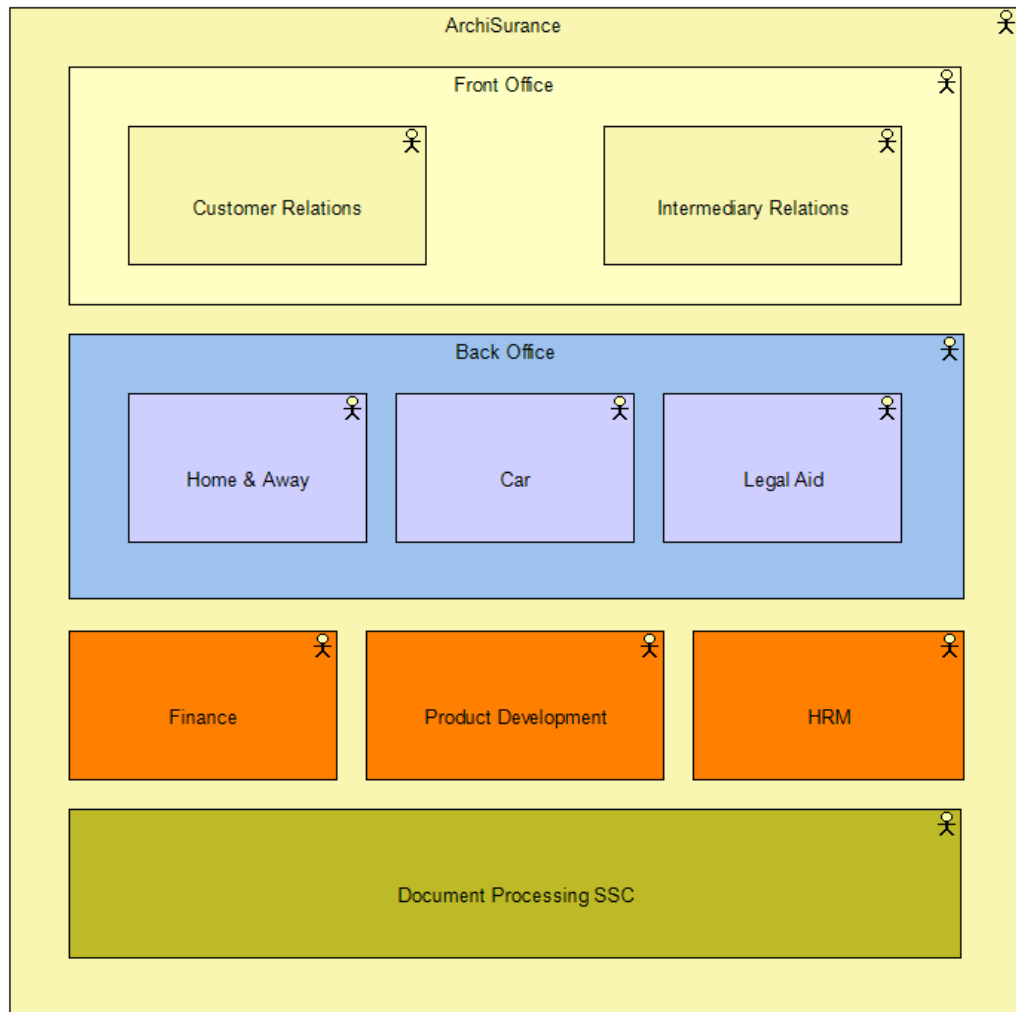 ArchiSurance
Front Office
Customer Relations
Intermediary Relations
Back Office
Home & Away
Car
Legal Aid
Finance
Product Development
HRM
Document Processing SSC